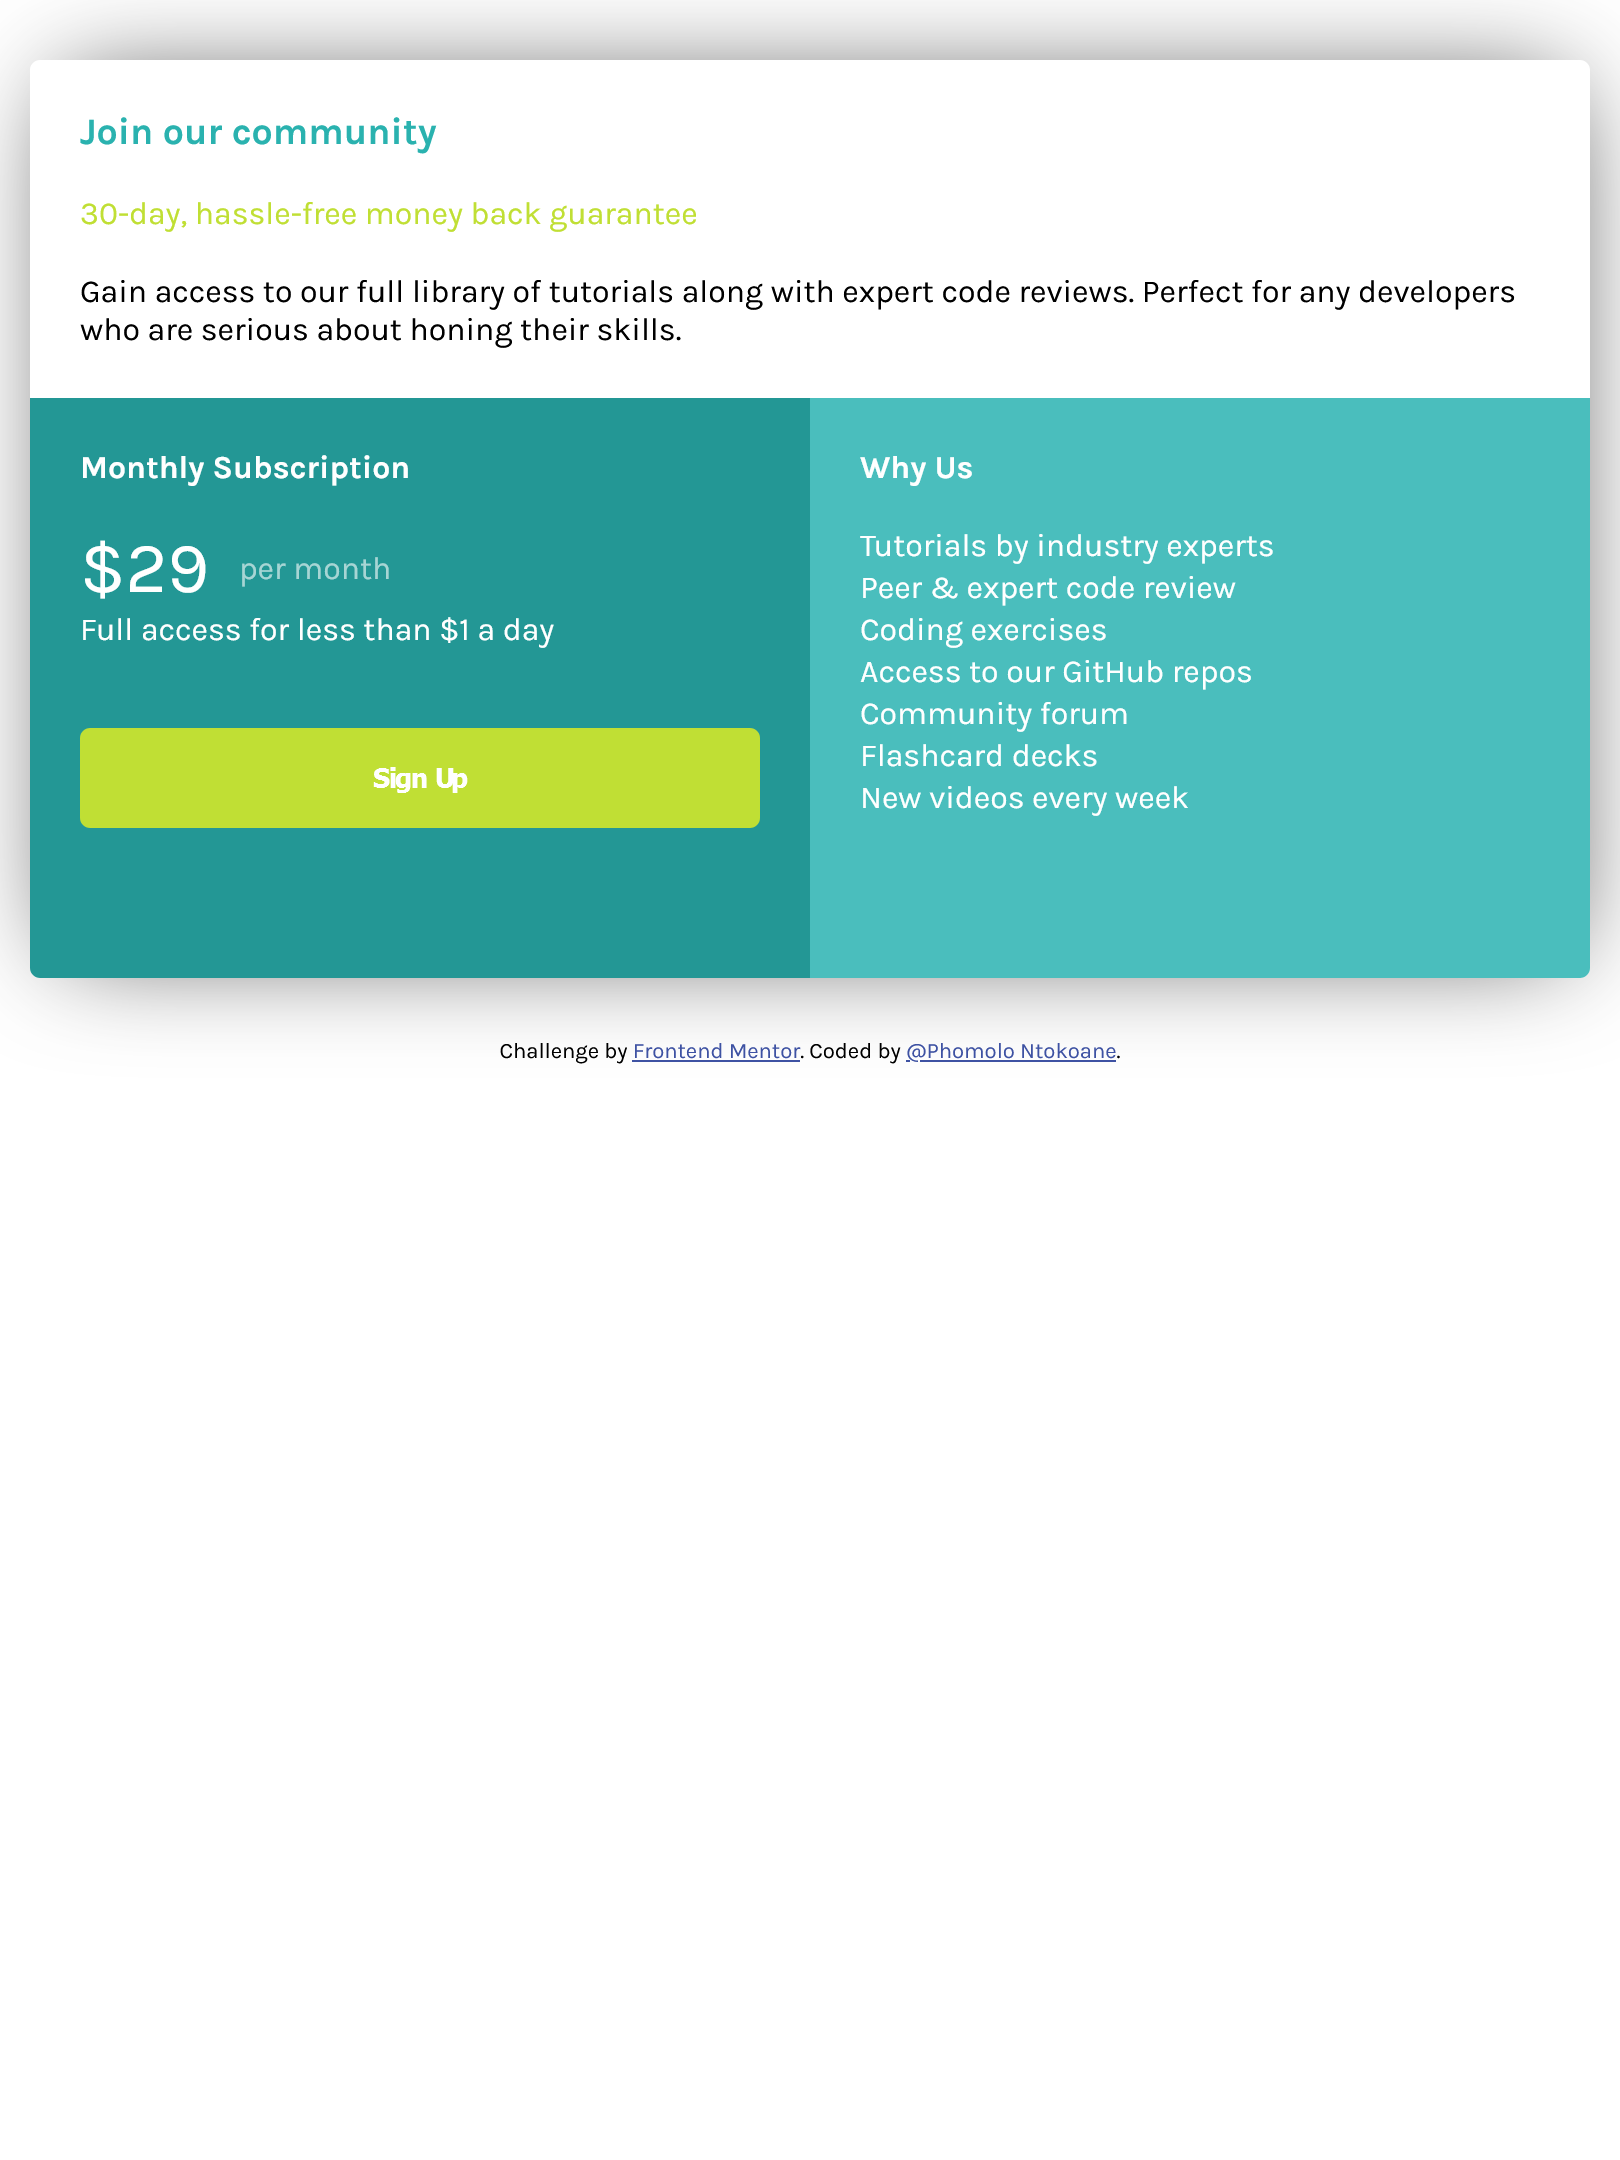 Join our community
30-day, hassle-free money back guarantee
Gain access to our full library of tutorials along with expert code reviews. Perfect for any developers
who are serious about honing their skills.
Monthly Subscription
$29 per month
Full access for less than $1 a day
Sign Up
Why Us
Tutorials by industry experts
Peer & expert code review
Coding exercises
Access to our GitHub repos
Community forum
Flashcard decks
New videos every week
Challenge by Frontend Mentor. Coded by @Phomolo Ntokoane.